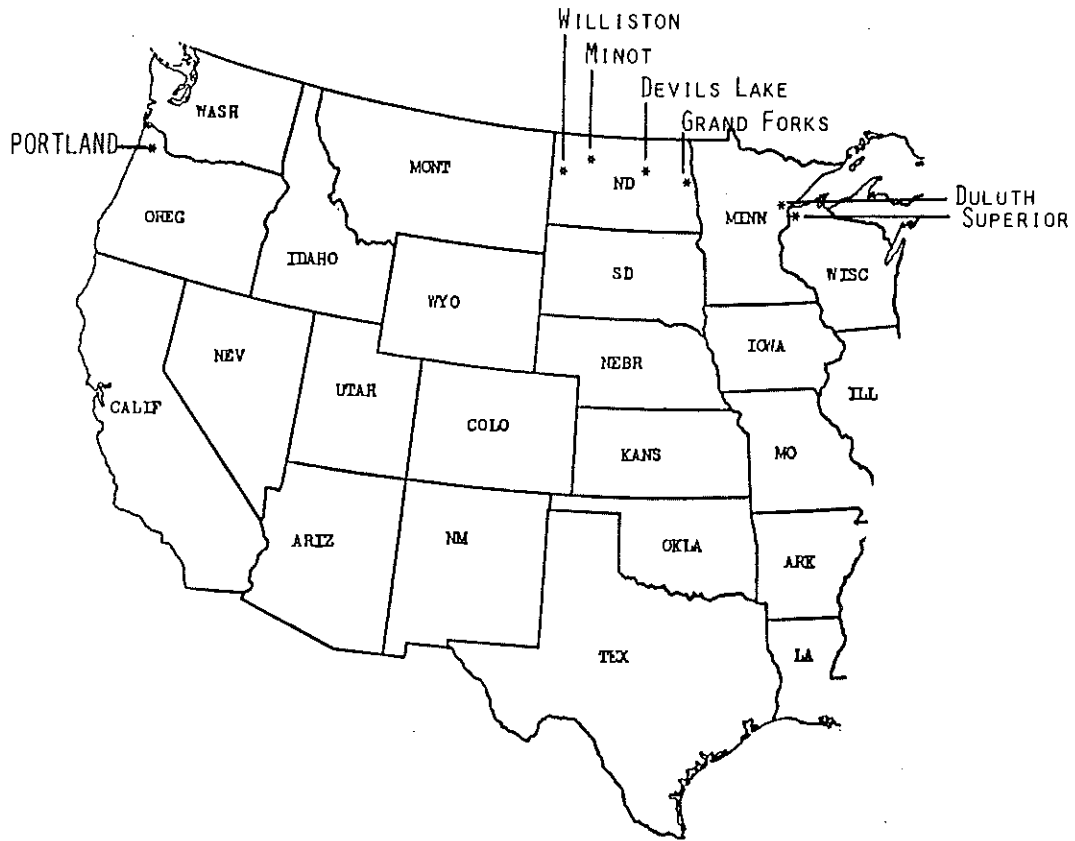 WILLISTON
MINOT
DEVILS LAKE
GRAND FORKS
WASH
PORTLAND
MONT
ND
DULUTH
OREG
MINN
SUPERIOR
IDAHO
SD
WISC
WYO
NEV
NEBR
IOWA
UTAH
ILL
CALIF
COLO
KANS
MO
ARIZ
NM
OKLA
ARK
TEX
LA